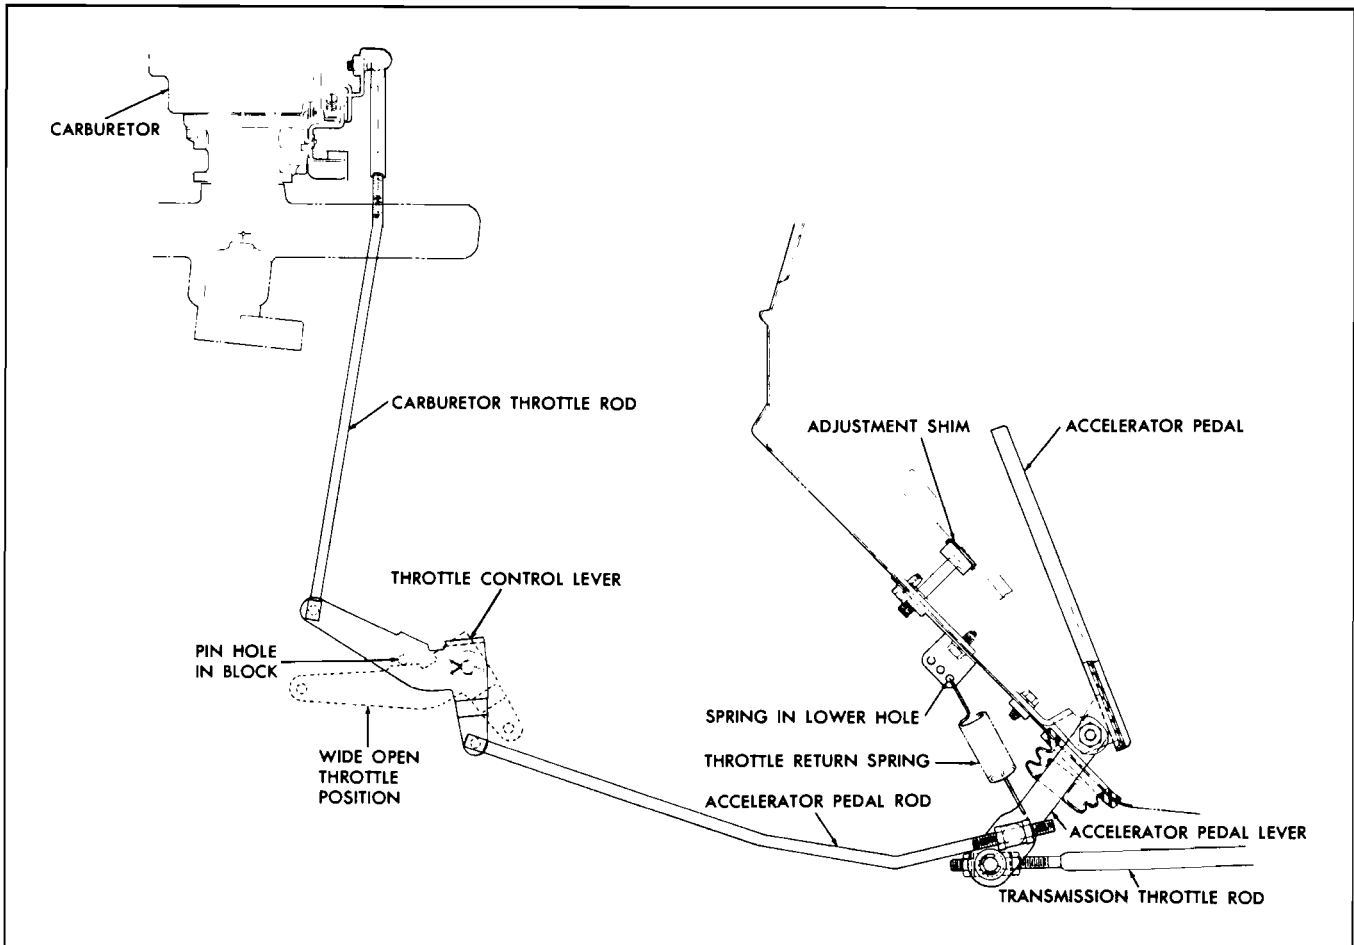 CARBURETOR
CARBURETOR THROTTLE ROD
ADJUSTMENT SHIM
ACCELERATOR PEDAL
THROTTLE CONTROL LEVER
PIN HOLE
IN BLOCK
SPRING IN LOWER HOLE
WIDE OPEN
THROTTLE
POSITION
THROTTLE RETURN SPRING
ACCELERATOR PEDAL ROD
ACCELERATOR PEDAL LEVER
TRANSMISSION THROTTLE ROD